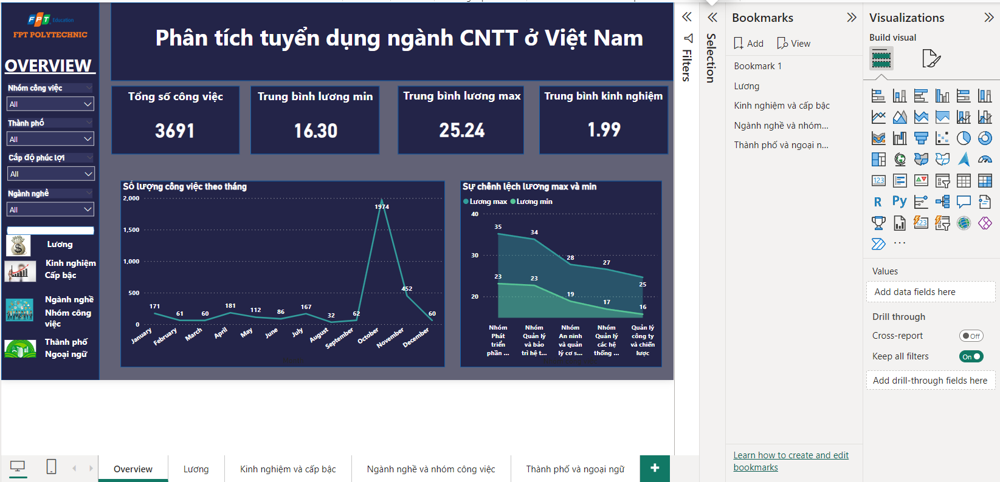 FPT Education
FPT POLYTECHNIC
OVERVIEW
Nhóm công việc
All
Thành phố
All
Cấp độ phúc lợi
All
Ngành nghề
All
Lương
Kinh nghiệm
Cấp bậc
Ngành nghề
Nhóm công
việc
Thành phố
Ngoại ngữ
Phân tích tuyển dụng ngành CNTT ở Việt Nam
Tổng số công việc
3691
Trung bình lương min
16.30
Trung bình lương max
25.24
Trung bình kinh nghiệm
1.99
Số lượng công việc theo tháng
2,000
1,500
1,000
500
0
171
61
60
181
112
86
167
32
62
1974
452
60
January
February
March
April
May
June
July
August
September
October
November
December
Sự chênh lệch lương max và min
Lương max Lương min
40
30
20
35
34
28
27
25
23
23
19
17
16
Nhóm
Phát
triển
phần ...
Nhóm
Quản lý
và bảo
trì hệ t...
Nhóm
An ninh
và quản
lý cơ s...
Nhóm
Quản lý
các hệ
thống ...
Quản lý
công ty
và chiến
lược
Filters
Selection
Bookmarks
Add View
Bookmark 1
Lương
Kinh nghiệm và cấp bậc
Ngành nghề và nhóm...
Thành phố và ngoại n...
Learn how to create and edit
bookmarks
Visualizations
Build visual
123
R Py
123
...
Values
Add data fields here
Drill through
Cross-report
Off
Keep all filters
On
Add drill-through fields here
Overview
Lương
Kinh nghiệm và cấp bậc
Ngành nghề và nhóm công việc
Thành phố và ngoại ngữ
+